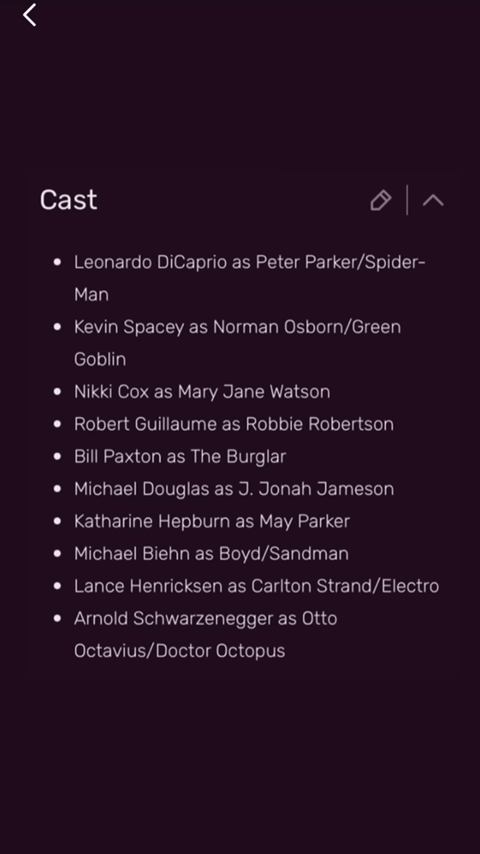 Cast
Leonardo DiCaprio as Peter Parker/Spider-
Man
Kevin Spacey as Norman Osborn/Green
Goblin
Nikki Cox as Mary Jane Watson
Robert Guillaume as Robbie Robertson
Bill Paxton as The Burglar
Michael Douglas as J. Jonah Jameson
Katharine Hepburn as May Parker
Michael Biehn as Boyd/Sandman
Lance Henricksen as Carlton Strand/Electro
Arnold Schwarzenegger as Otto
Octavius/Doctor Octopus